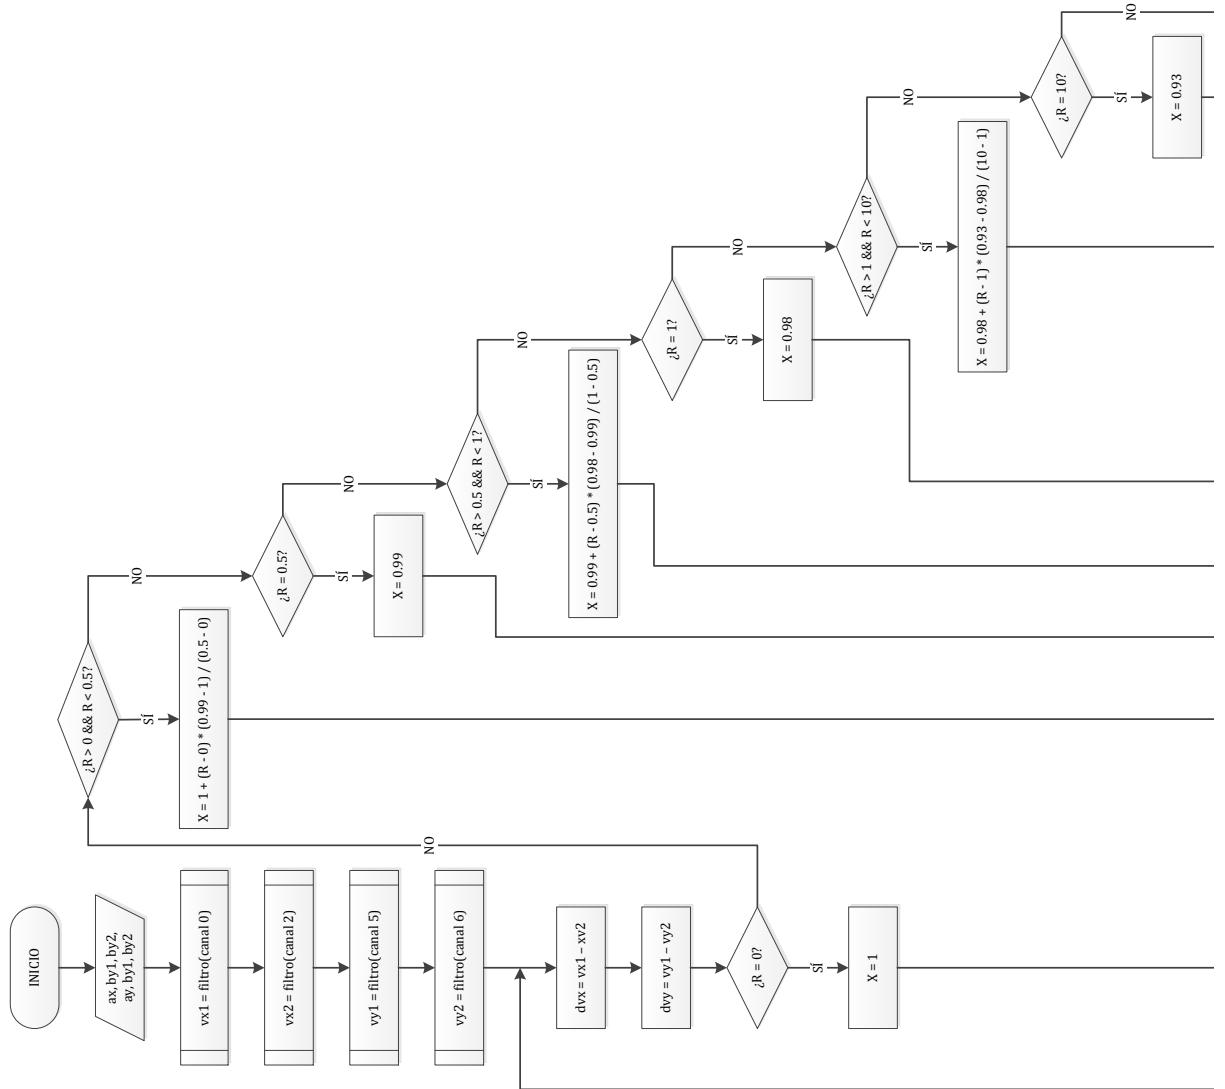 INICIO
ax, by1, by2,
ay, by1, by2
vx1 = filtro(canal 0)
vx2 = filtro(canal 2)
vy1 = filtro(canal 5)
vy2 = filtro(canal 6)
dvx = vx1 – xv2
dvy = vy1 – vy2
¿R = 0?
SÍ
X = 1
NO
¿R > 0 && R < 0.5?
SÍ
X = 1 + (R - 0) * (0.99 - 1) / (0.5 - 0)
NO
¿R = 0.5?
SÍ
X = 0.99
NO
¿R > 0.5 && R < 1?
SÍ
X = 0.99 + (R - 0.5) * (0.98 - 0.99) / (1 - 0.5)
NO
¿R = 1?
SÍ
X = 0.98
NO
¿R > 1 && R < 10?
SÍ
X = 0.98 + (R - 1) * (0.93 - 0.98) / (10 - 1)
NO
¿R = 10?
SÍ
X = 0.93
NO